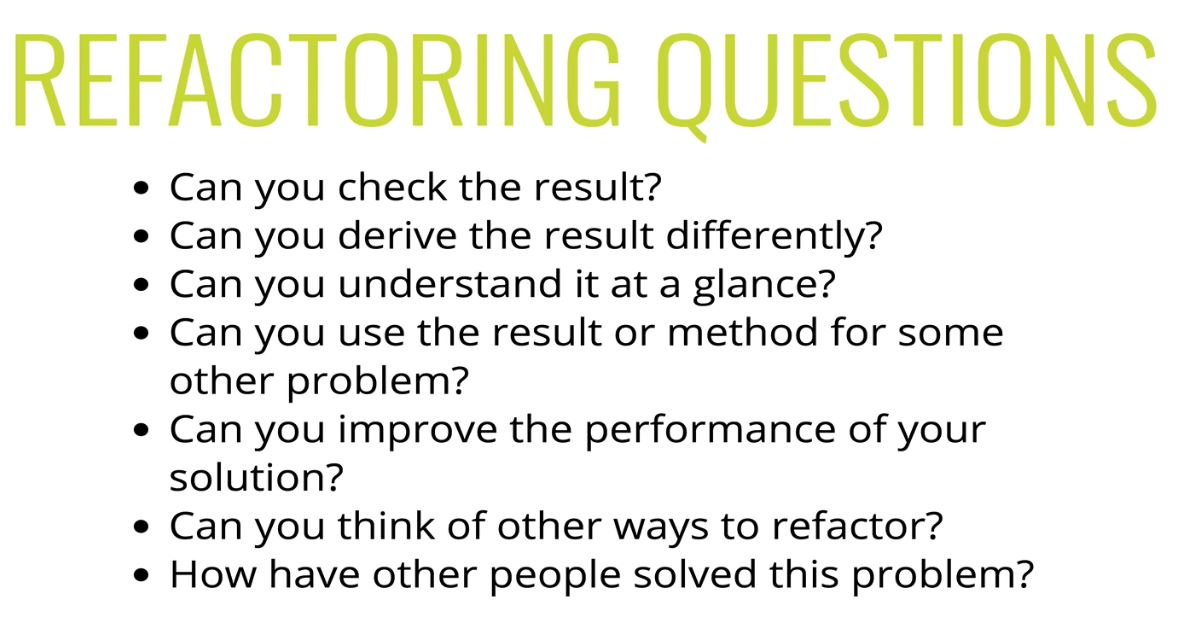 REFACTORING QUESTIONS
• Can you check the result?
• Can you derive the result differently?
• Can you understand it at a glance?
• Can you use the result or method for some
other problem?
• Can you improve the performance of your
solution?
• Can you think of other ways to refactor?
• How have other people solved this problem?